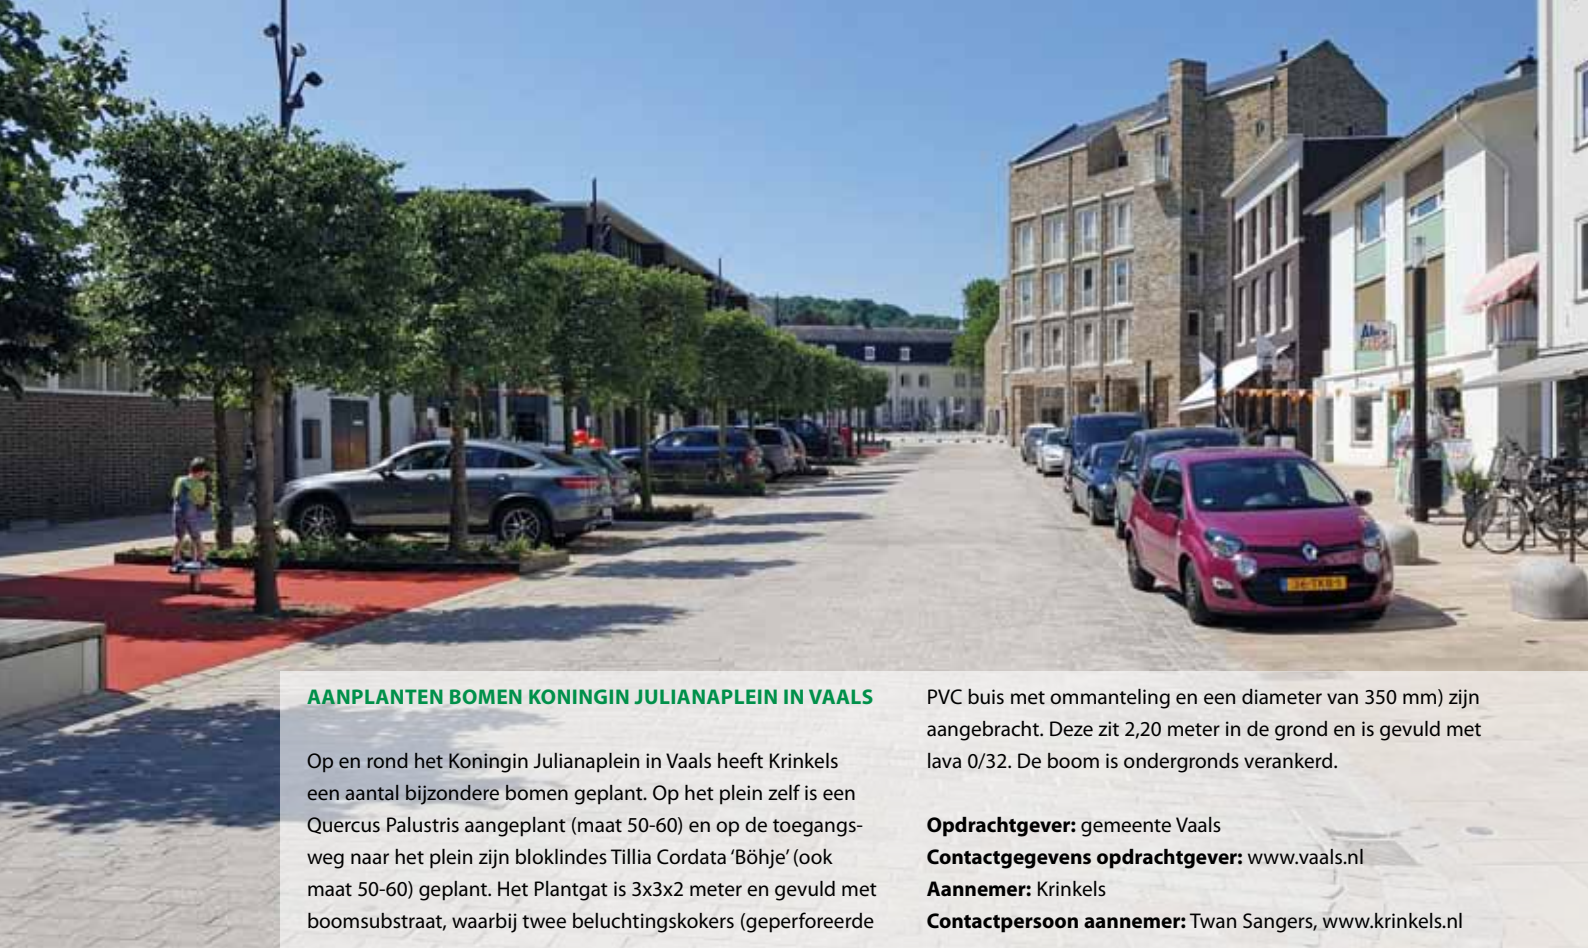 AANPLANTEN BOMEN KONINGIN JULIANAPLEIN IN VAALS
Op en rond het Koningin Julianaplein in Vaals heeft Krinkels
een aantal bijzondere bomen geplant. Op het plein zelf is een
Quercus Palustris aangeplant (maat 50-60) en op de toegangs-
weg naar het plein zijn bloklindes Tillia Cordata ‘Böhje’ (ook
maat 50-60) geplant. Het Plantgat is 3x3x2 meter en gevuld met
boomsubstraat, waarbij twee beluchtingskokers (geperforeerde
PVC buis met ommanteling en een diameter van 350 mm) zijn
aangebracht. Deze zit 2,20 meter in de grond en is gevuld met
lava 0/32. De boom is ondergronds verankerd.
Opdrachtgever: gemeente Vaals
Contactgegevens opdrachtgever: www.vaals.nl
Aannemer: Krinkels
Contactpersoon aannemer: Twan Sangers, www.krinkels.nl